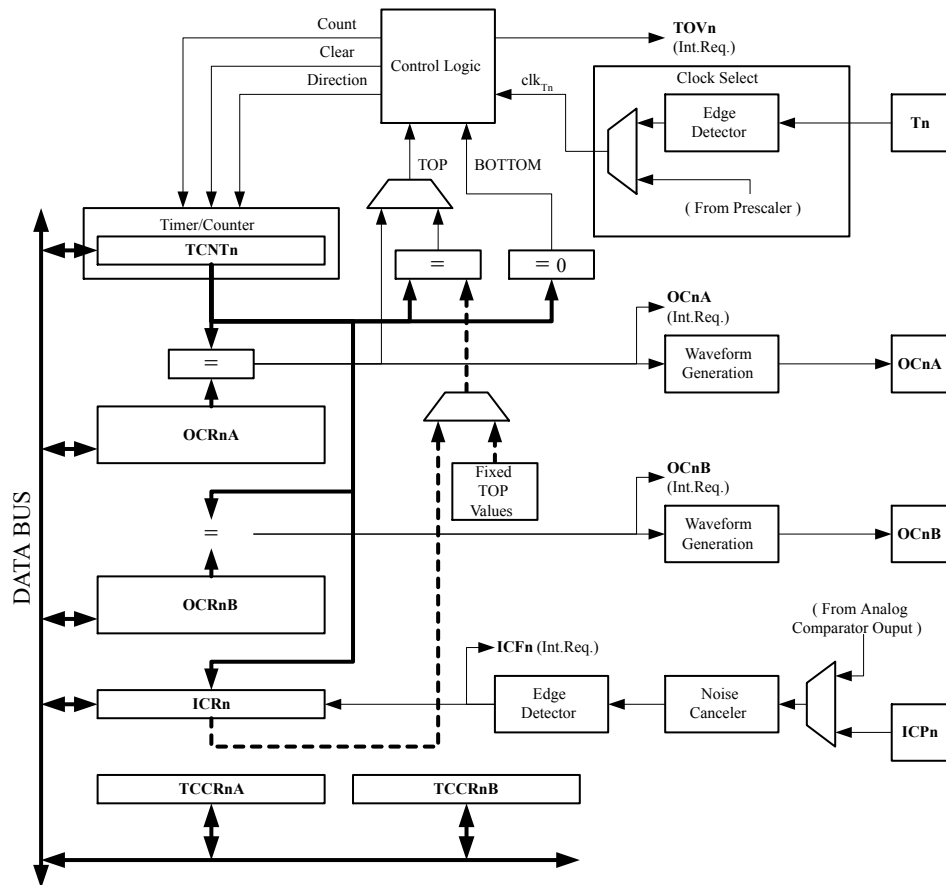 Count
TOVn
(Int.Req.)
Clear
Control Logic
Direction
clkTn
Clock Select
Edge
Detector
Tn
TOP
BOTTOM
( From Prescaler )
Timer/Counter
TCNTn
=
= 0
OCnA
(Int.Req.)
=
Waveform
Generation
OCnA
OCRnA
Fixed
TOP
Values
OCnB
(Int.Req.)
=
Waveform
Generation
OCnB
DATA BUS
OCRnB
( From Analog
Comparator Ouput )
ICFn (Int.Req.)
ICRn
Edge
Detector
Noise
Canceler
ICPn
TCCRnA
TCCRnB